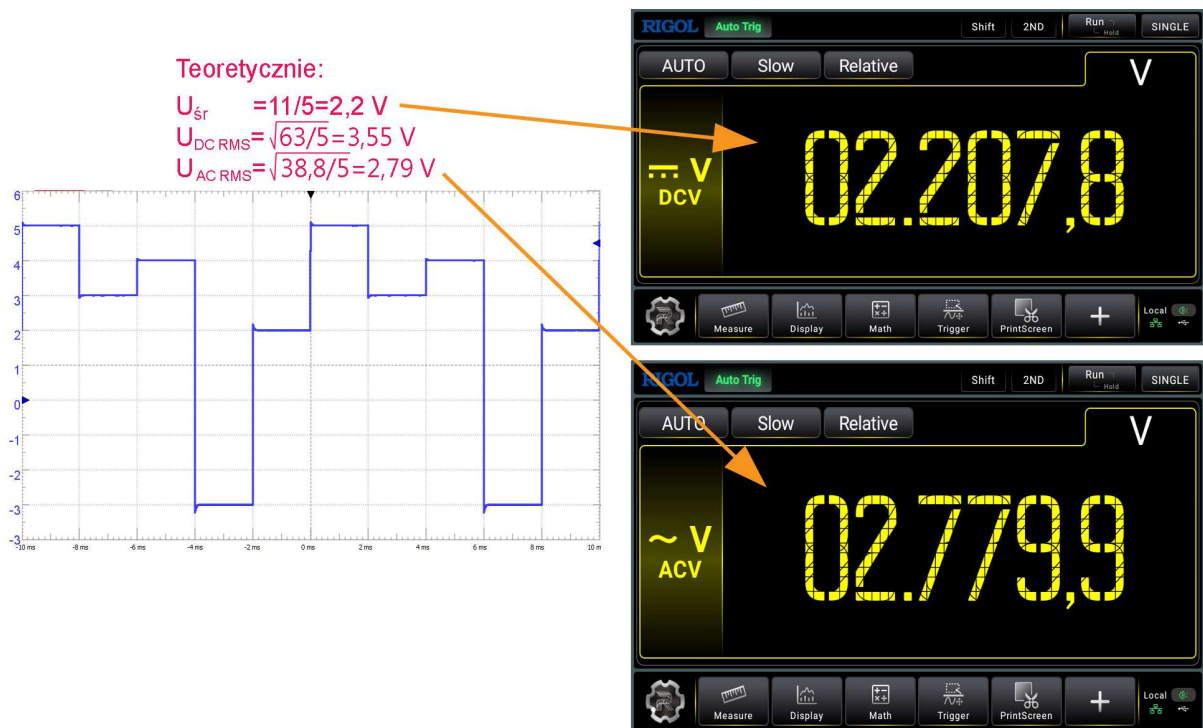 Teoretycznie:
Uśr =11/5=2,2 V
UDC RMS=√63/5=3,55 V
UAC RMS=√38,8/5=2,79 V
6
5
4
3
2
1
0
-1
-2
-3
-10 ms -8 ms -6 ms -4 ms -2 ms 0 ms 2 ms 4 ms 6 ms 8 ms 10 m
RIGOL Auto Trig Shift 2ND Run Hold SINGLE
AUTO Slow Relative V
V
DCV
02.207,8
Measure Display Math Trigger PrintScreen + Local
RIGOL Auto Trig Shift 2ND Run Hold SINGLE
AUTO Slow Relative V
~ V
ACV
02.779,9
Measure Display Math Trigger PrintScreen + Local